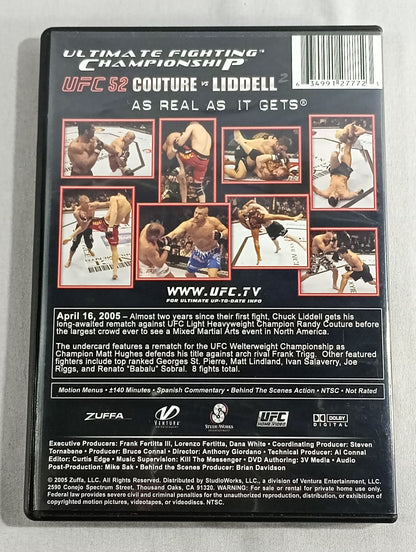 ULTIMATE FIGHTING™
CHAMPIONSHIP®
UFC 52 COUTURE vs LIDDELL 2
AS REAL AS IT GETS®
6 34991 27772 1
WWW.UFC.TV
FOR ULTIMATE UP-TO-DATE INFO
April 16, 2005 – Almost two years since their first fight, Chuck Liddell gets his
long-awaited rematch against UFC Light Heavyweight Champion Randy Couture before
the largest crowd ever to see a Mixed Martial Arts event in North America.
The undercard features a rematch for the UFC Welterweight Championship as
Champion Matt Hughes defends his title against arch rival Frank Trigg. Other featured
fighters include top ranked Georges St. Pierre, Matt Lindland, Ivan Salaverry, Joe
Riggs, and Renato "Babalu" Sobral. 8 fights total.
Motion Menus • ±140 Minutes • Spanish Commentary • Behind The Scenes Action • NTSC • Not Rated
ZUFFA
VENTURA
STUDIOWORKS
UFC
HOME VIDEO
DOLBY
DIGITAL
Executive Producers: Frank Fertitta III, Lorenzo Fertitta, Dana White • Coordinating Producer: Steven
Tornabene • Producer: Bruce Connal • Director: Anthony Giordano • Technical Producer: Al Connal
Editor: Curtis Edge • Music Supervision: Kill The Messenger • DVD Authoring: 3V Media • Audio
Post-Production: Mike Sak • Behind the Scenes Producer: Brian Davidson
© 2005 Zuffa, LLC. All Rights Reserved. Distributed by StudioWorks, LLC., a division of Ventura Entertainment, LLC.
2590 Conejo Spectrum Street, Thousand Oaks, CA 91320. WARNING: For sale or rental for private home use only.
Federal law provides severe civil and criminal penalties for the unauthorized reproduction, distribution, or exhibition of
copyrighted motion pictures, videotapes, or videodiscs. NTSC.